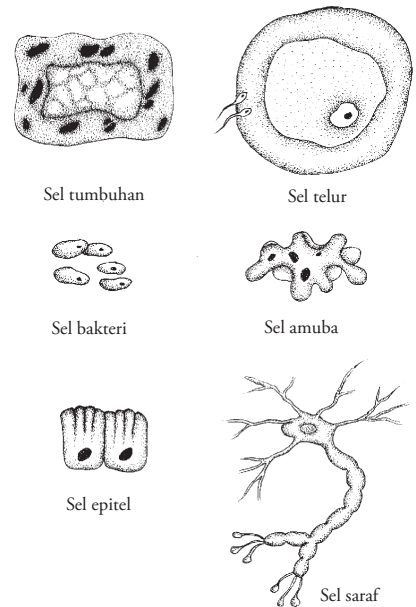 Sel tumbuhan
Sel telur
Sel bakteri
Sel amuba
Sel epitel
Sel saraf